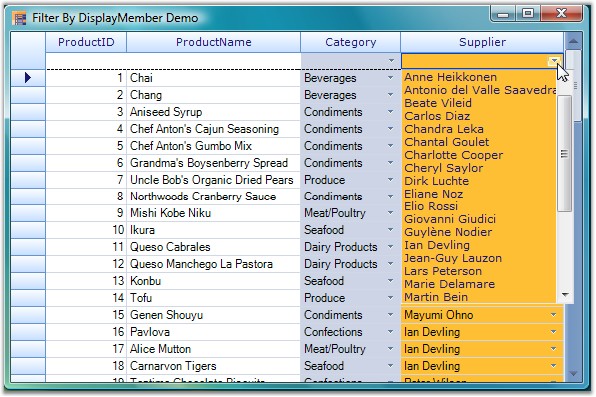 Filter By DisplayMember Demo
ProductID ProductName Category Supplier
1 Chai Beverages Anne Heikkonen
2 Chang Beverages Antonio del Valle Saavedra
Beate Vileid
3 Aniseed Syrup Condiments Carlos Diaz
4 Chef Anton's Cajun Seasoning Condiments Chandra Leka
5 Chef Anton's Gumbo Mix Condiments Chantal Goulet
6 Grandma's Boysenberry Spread Condiments Charlotte Cooper
Cheryl Saylor
7 Uncle Bob's Organic Dried Pears Produce Dirk Luchte
8 Northwoods Cranberry Sauce Condiments Eliane Noz
Elio Rossi
9 Mishi Kobe Niku Meat/Poultry Giovanni Giudici
10 Ikura Seafood Guylène Nodier
11 Queso Cabrales Dairy Products Ian Devling
12 Queso Manchego La Pastora Dairy Products Jean-Guy Lauzon
Lars Peterson
13 Konbu Seafood Marie Delamare
14 Tofu Produce Martin Bein
15 Genen Shouyu Condiments Mayumi Ohno
16 Pavlova Confections Ian Devling
17 Alice Mutton Meat/Poultry Ian Devling
18 Carnarvon Tigers Seafood Ian Devling
19 Teatime Chocolate Biscuits Confections Peter Wilson